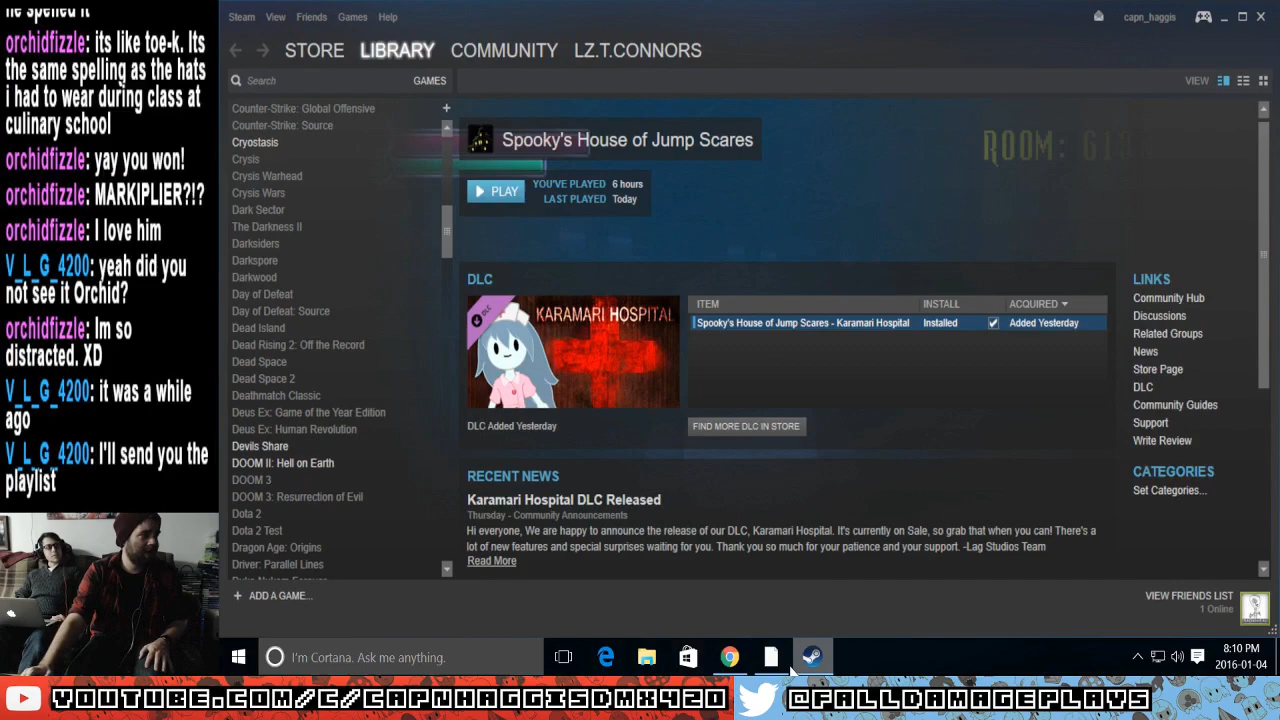 he spelled it
orchidfizzle: its like toe-k. Its
the same spelling as the hats
i had to wear during class at
culinary school
orchidfizzle: yay you won!
orchidfizzle: MARKIPLIER?!?
orchidfizzle: I love him
V_L_G_4200: yeah did you
not see it Orchid?
orchidfizzle: Im so
distracted. XD
V_L_G_4200: it was a while
ago
V_L_G_4200: I'll send you the
playlist
Steam View Friends Games Help
capn_haggis
STORE LIBRARY COMMUNITY LZ.T.CONNORS
Search GAMES
VIEW
Counter-Strike: Global Offensive
Counter-Strike: Source
Cryostasis
Crysis
Crysis Warhead
Crysis Wars
Dark Sector
The Darkness II
Darksiders
Darkspore
Darkwood
Day of Defeat
Day of Defeat: Source
Dead Island
Dead Rising 2: Off the Record
Dead Space
Dead Space 2
Deathmatch Classic
Deus Ex: Game of the Year Edition
Deus Ex: Human Revolution
Devils Share
DOOM II: Hell on Earth
DOOM 3
DOOM 3: Resurrection of Evil
Dota 2
Dota 2 Test
Dragon Age: Origins
Driver: Parallel Lines
+ ADD A GAME...
Spooky's House of Jump Scares
ROOM:
PLAY
YOU'VE PLAYED 6 hours
LAST PLAYED Today
DLC
DLC
KARAMARI HOSPITAL
DLC Added Yesterday
ITEM INSTALL ACQUIRED
Spooky's House of Jump Scares - Karamari Hospital Installed Added Yesterday
FIND MORE DLC IN STORE
RECENT NEWS
Karamari Hospital DLC Released
Thursday - Community Announcements
Hi everyone, We are happy to announce the release of our DLC, Karamari Hospital. It's currently on Sale, so grab that when you can! There's a
lot of new features and special surprises waiting for you. Thank you so much for your patience and your support. -Lag Studios Team
Read More
LINKS
Community Hub
Discussions
Related Groups
News
Store Page
DLC
Community Guides
Support
Write Review
CATEGORIES
Set Categories...
VIEW FRIENDS LIST
1 Online
I'm Cortana. Ask me anything.
8:10 PM
2016-01-04
YOUTUBE.COM/C/CAPNHAGGISDMX420
@FALLDAMAGEPLAYS